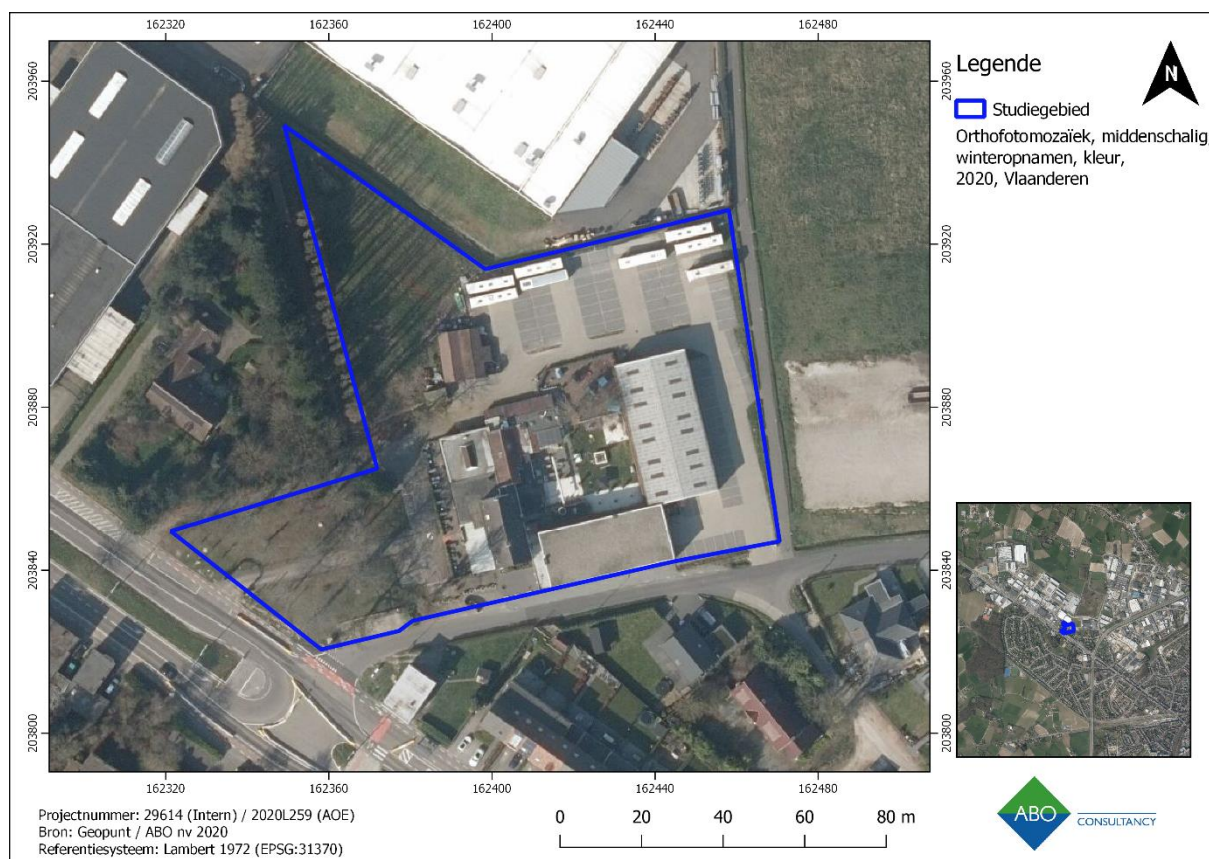 162320 162360 162400 162440 162480
203960 203960
203920 203920
203880 203880
203840 203840
203800 203800
Legende
N
Studiegebied
Orthofotomozaïek, middenschalig,
winteropnamen, kleur,
2020, Vlaanderen
162320 162360 162400 162440 162480
Projectnummer: 29614 (Intern) / 2020L259 (AOE)
Bron: Geopunt / ABO nv 2020
Referentiesysteem: Lambert 1972 (EPSG:31370)
0 20 40 60 80 m
ABO CONSULTANCY